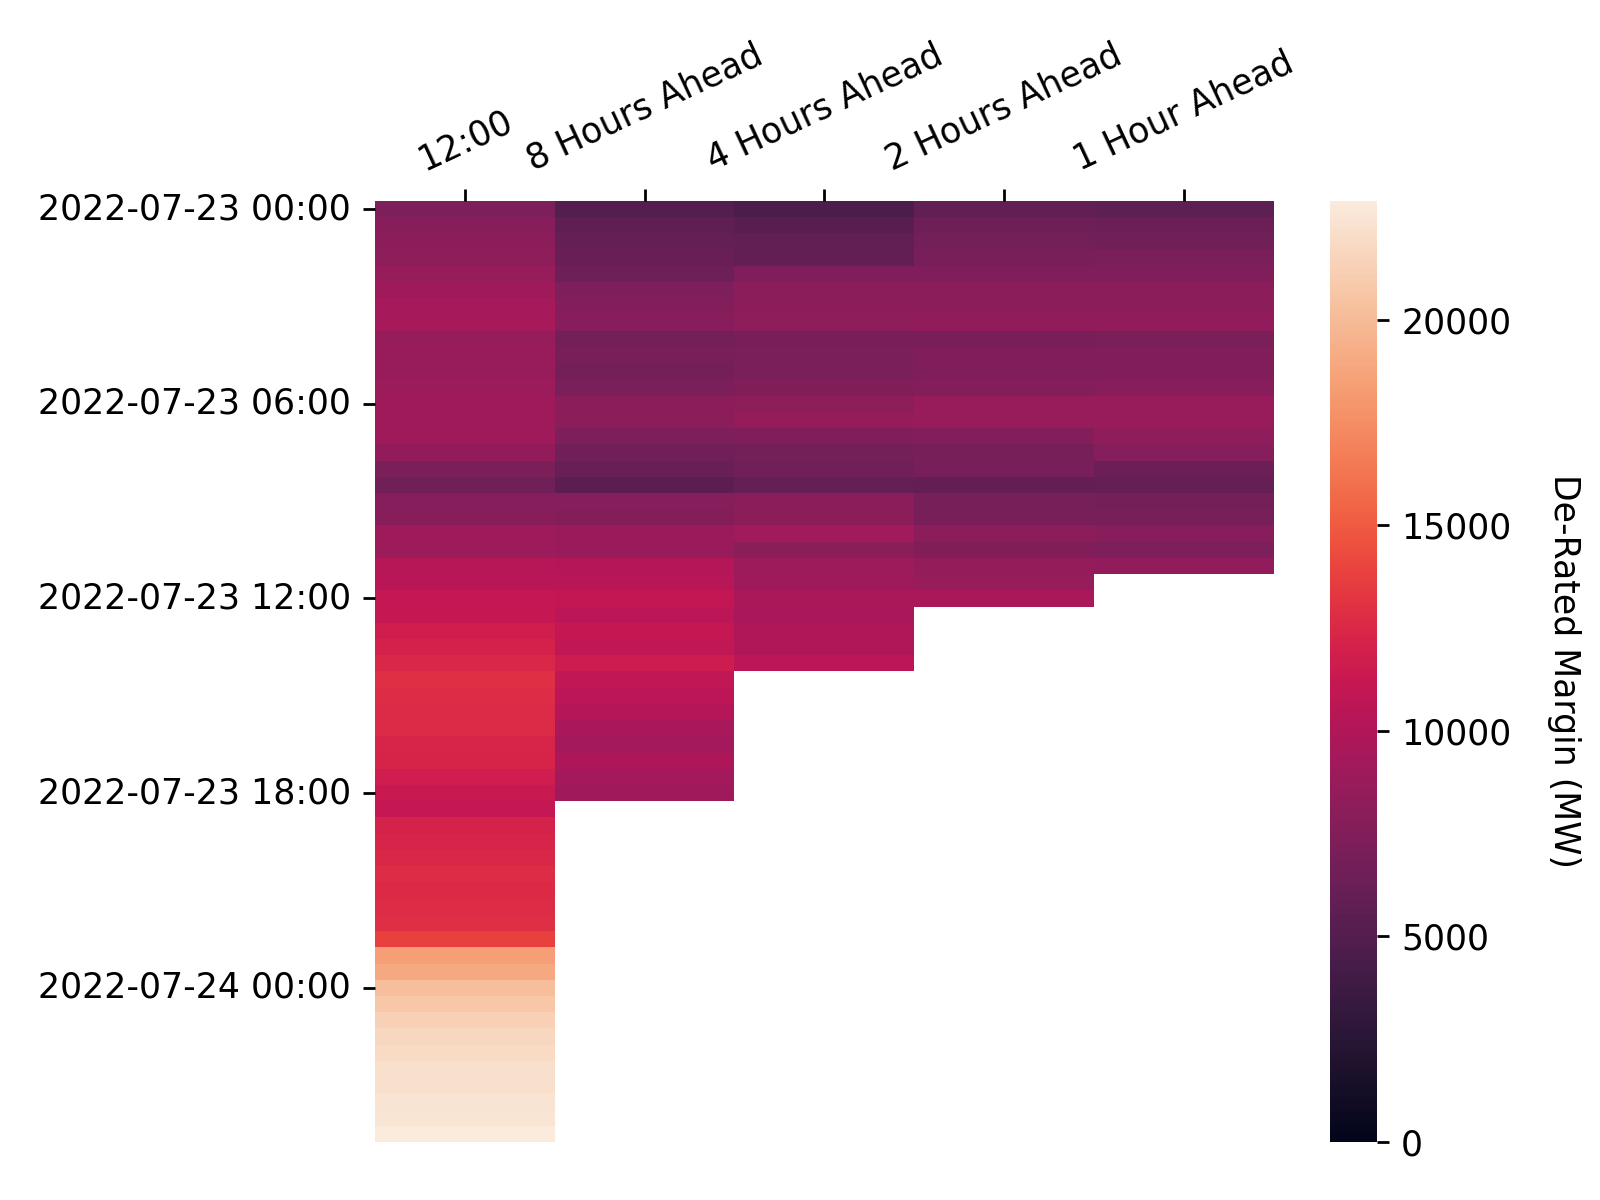 12:00
8 Hours Ahead
4 Hours Ahead
2 Hours Ahead
1 Hour Ahead
2022-07-23 00:00
2022-07-23 06:00
2022-07-23 12:00
2022-07-23 18:00
2022-07-24 00:00
20000
15000
10000
5000
0
De-Rated Margin (MW)